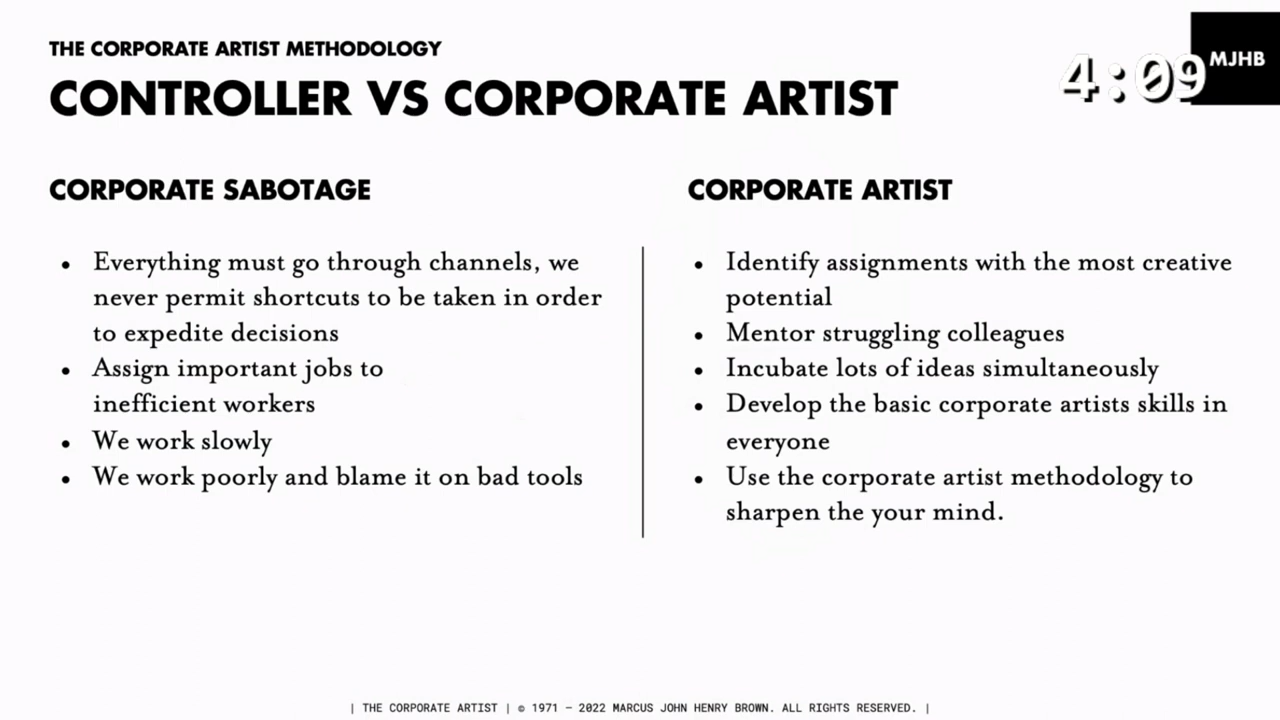 THE CORPORATE ARTIST METHODOLOGY
CONTROLLER VS CORPORATE ARTIST
4:09
MJHB
CORPORATE SABOTAGE
• Everything must go through channels, we
never permit shortcuts to be taken in order
to expedite decisions
• Assign important jobs to
inefficient workers
• We work slowly
• We work poorly and blame it on bad tools
CORPORATE ARTIST
• Identify assignments with the most creative
potential
• Mentor struggling colleagues
• Incubate lots of ideas simultaneously
• Develop the basic corporate artists skills in
everyone
• Use the corporate artist methodology to
sharpen the your mind.
| THE CORPORATE ARTIST | © 1971 – 2022 MARCUS JOHN HENRY BROWN. ALL RIGHTS RESERVED. |